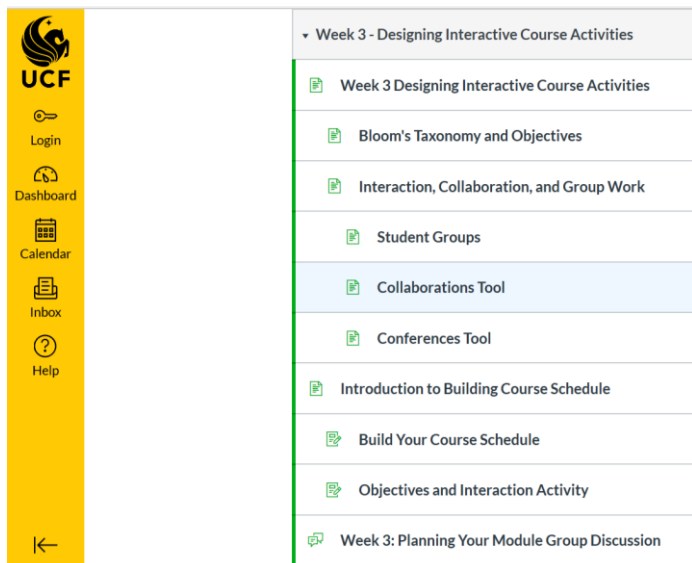 UCF
Login
Dashboard
Calendar
Inbox
Help
Week 3 - Designing Interactive Course Activities
Week 3 Designing Interactive Course Activities
Bloom's Taxonomy and Objectives
Interaction, Collaboration, and Group Work
Student Groups
Collaborations Tool
Conferences Tool
Introduction to Building Course Schedule
Build Your Course Schedule
Objectives and Interaction Activity
Week 3: Planning Your Module Group Discussion